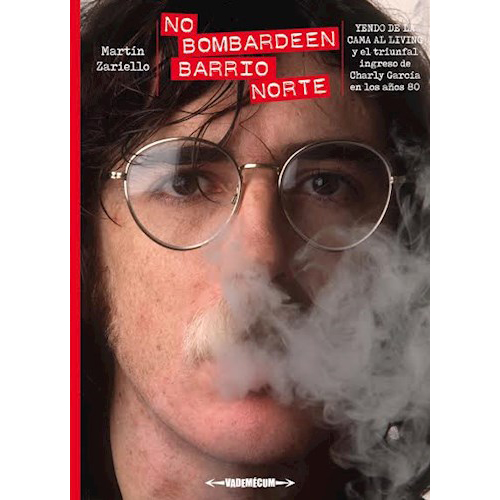 Martín
Zariello
NO
BOMBARDEEN
BARRIO
NORTE
YENDO DE LA
CAMA AL LIVING
y el triunfal
ingreso de
Charly García
en los años 80
VADEMÉCUM